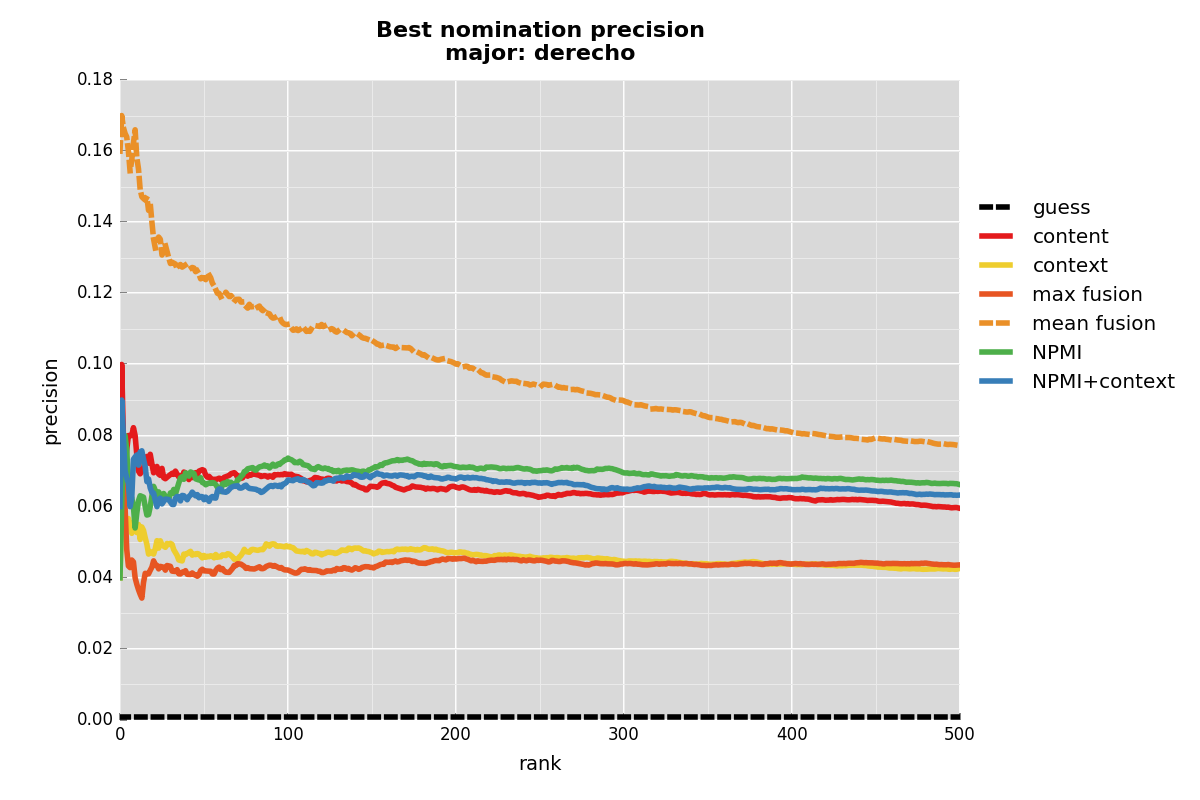 Best nomination precision
major: derecho
precision
0.18
0.16
0.14
0.12
0.10
0.08
0.06
0.04
0.02
0.00
0
100
200
300
400
500
rank
guess
content
context
max fusion
mean fusion
NPMI
NPMI+context